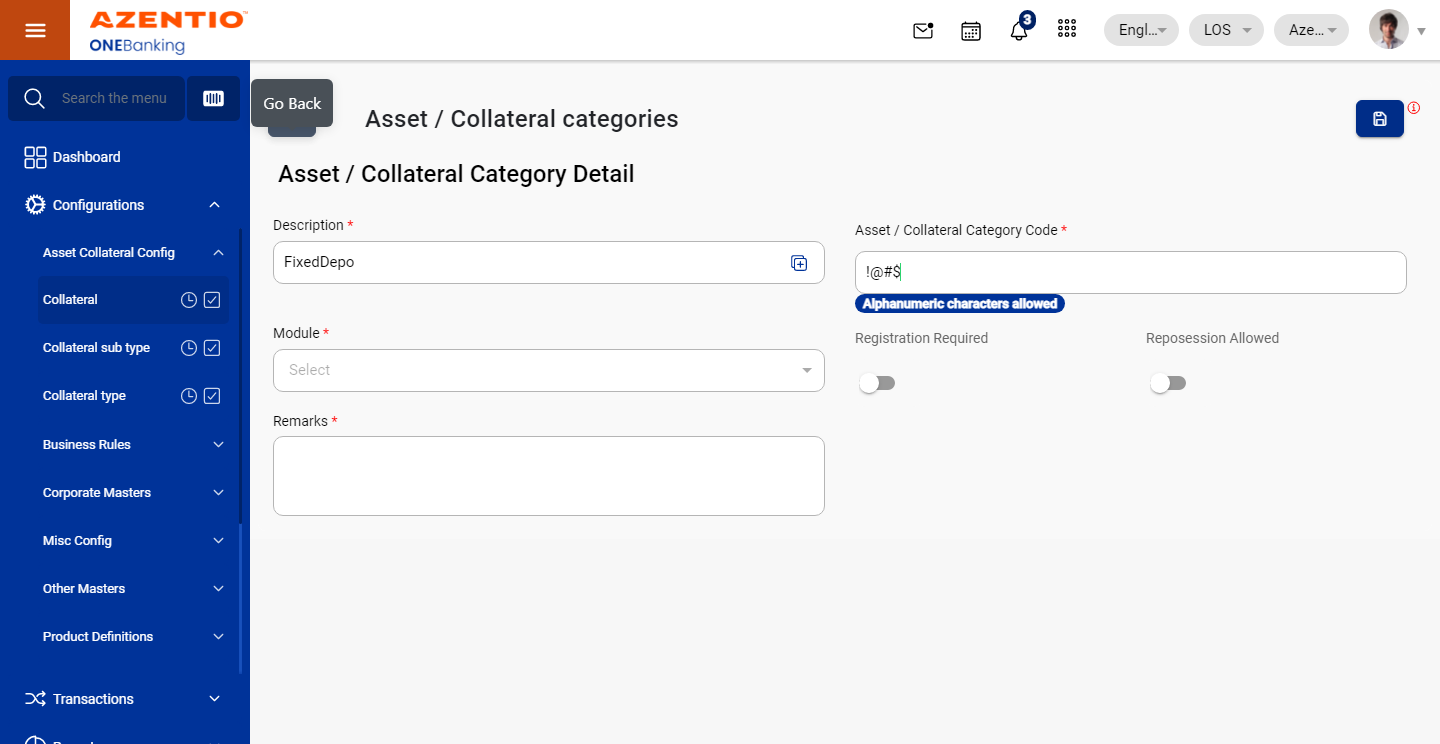 AZENTIO™
ONEBanking
3
Engl...
LOS
Aze...
Search the menu
Go Back
Asset / Collateral categories
Dashboard
Asset / Collateral Category Detail
Configurations
Description *
Asset / Collateral Category Code *
Asset Collateral Config
FixedDepo
!@#$
Collateral
Alphanumeric characters allowed
Module *
Registration Required
Reposession Allowed
Collateral sub type
Select
Collateral type
Remarks *
Business Rules
Corporate Masters
Misc Config
Other Masters
Product Definitions
Transactions